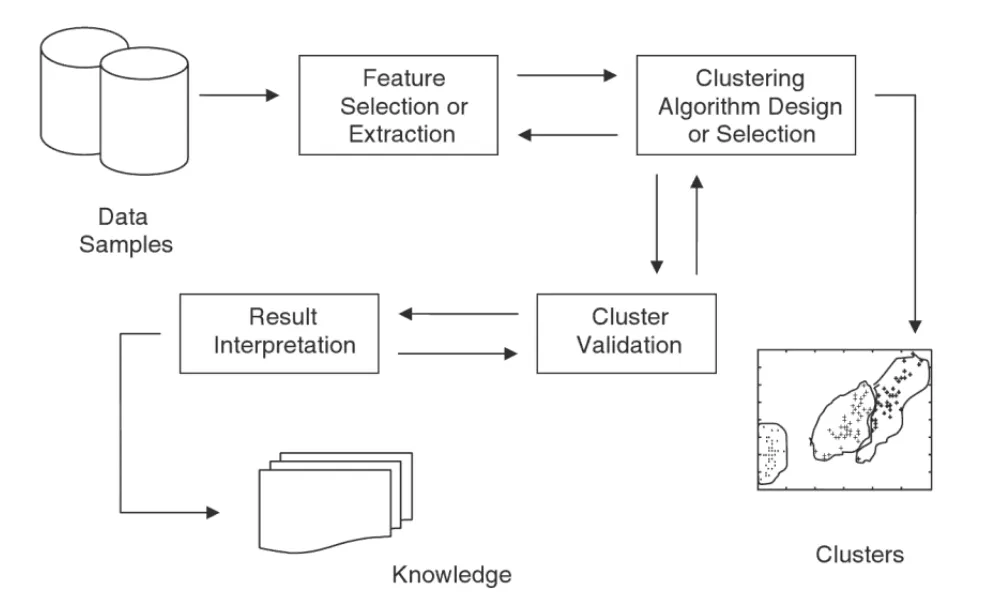 Feature
Selection or
Extraction
Clustering
Algorithm Design
or Selection
Data
Samples
Result
Interpretation
Cluster
Validation
Clusters
Knowledge